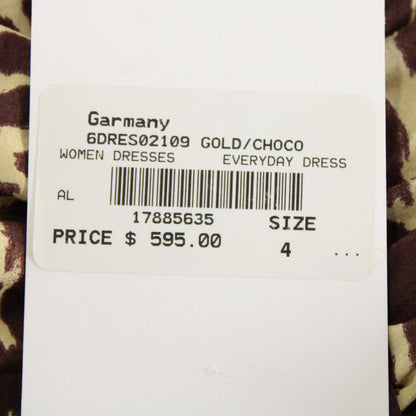 Garmany
6DRES02109 GOLD/CHOCO
WOMEN DRESSES EVERYDAY DRESS
AL
17885635 SIZE
PRICE $ 595.00 4 ...